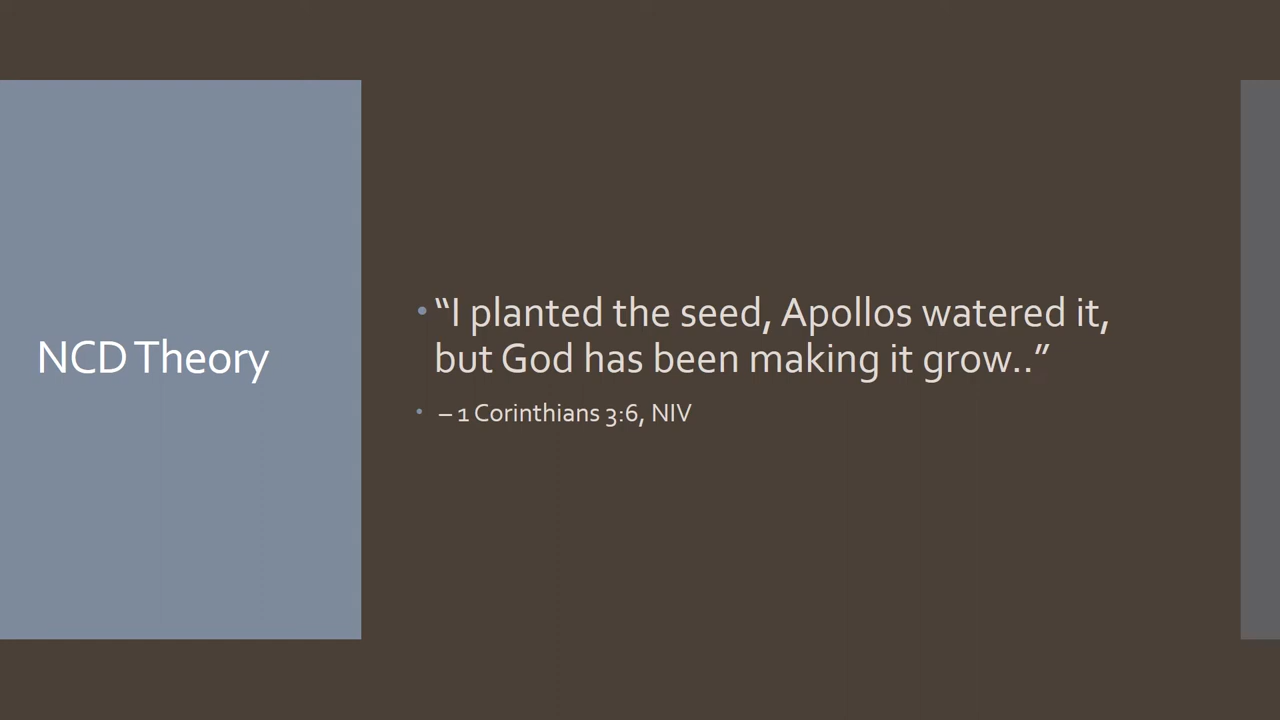 NCD Theory
• “I planted the seed, Apollos watered it,
but God has been making it grow..”
• – 1 Corinthians 3:6, NIV